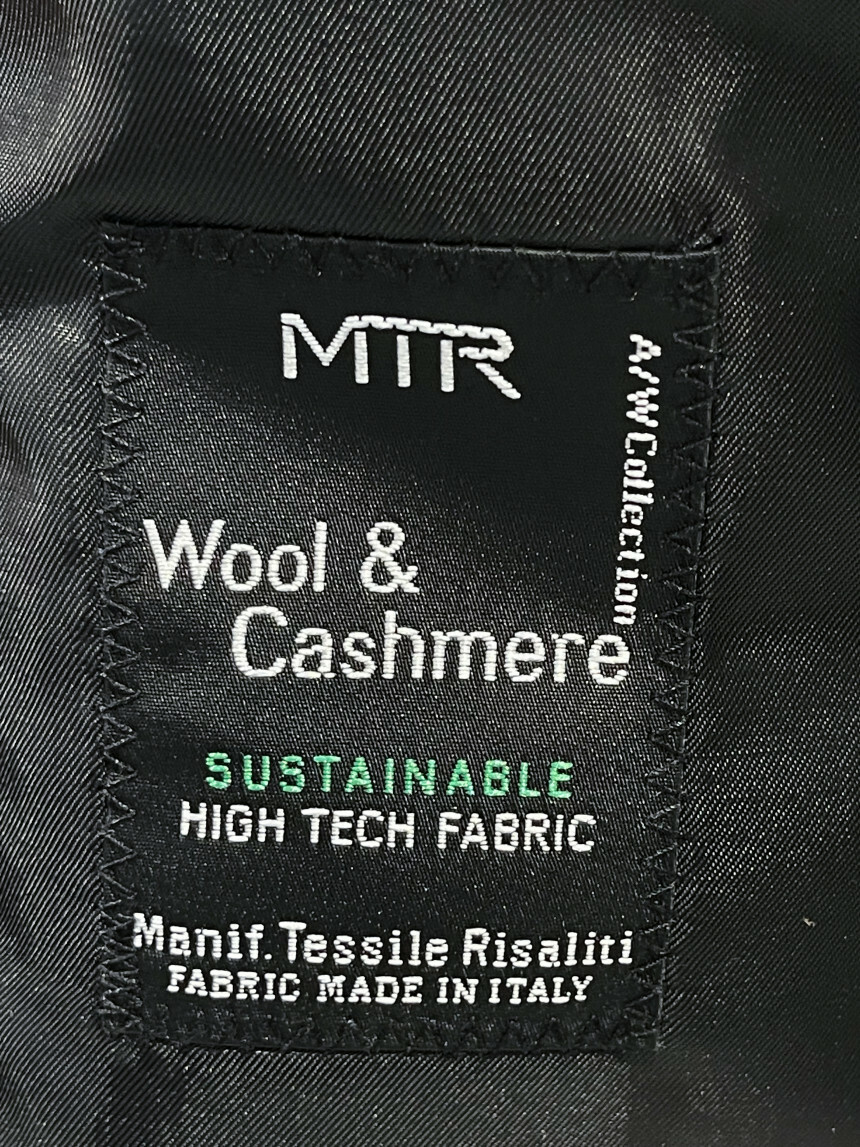 MTR
A/W Collection
Wool &
Cashmere
SUSTAINABLE
HIGH TECH FABRIC
Manif. Tessile Risaliti
FABRIC MADE IN ITALY